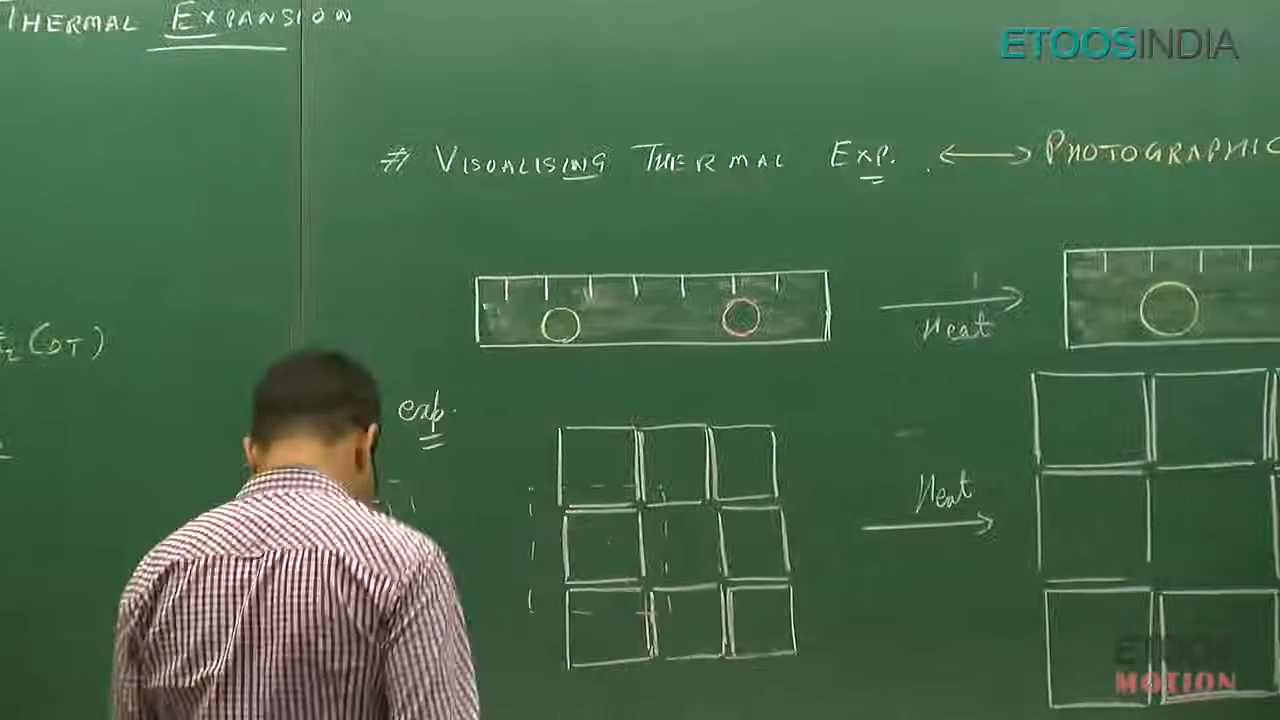 THERMAL EXPANSION
ETOOSINDIA
# VISUALISING THERMAL EXP. ⟷ PHOTOGRAPHIC
Heat
(ΔT)
exp.
Heat
ETOOS
MOTION